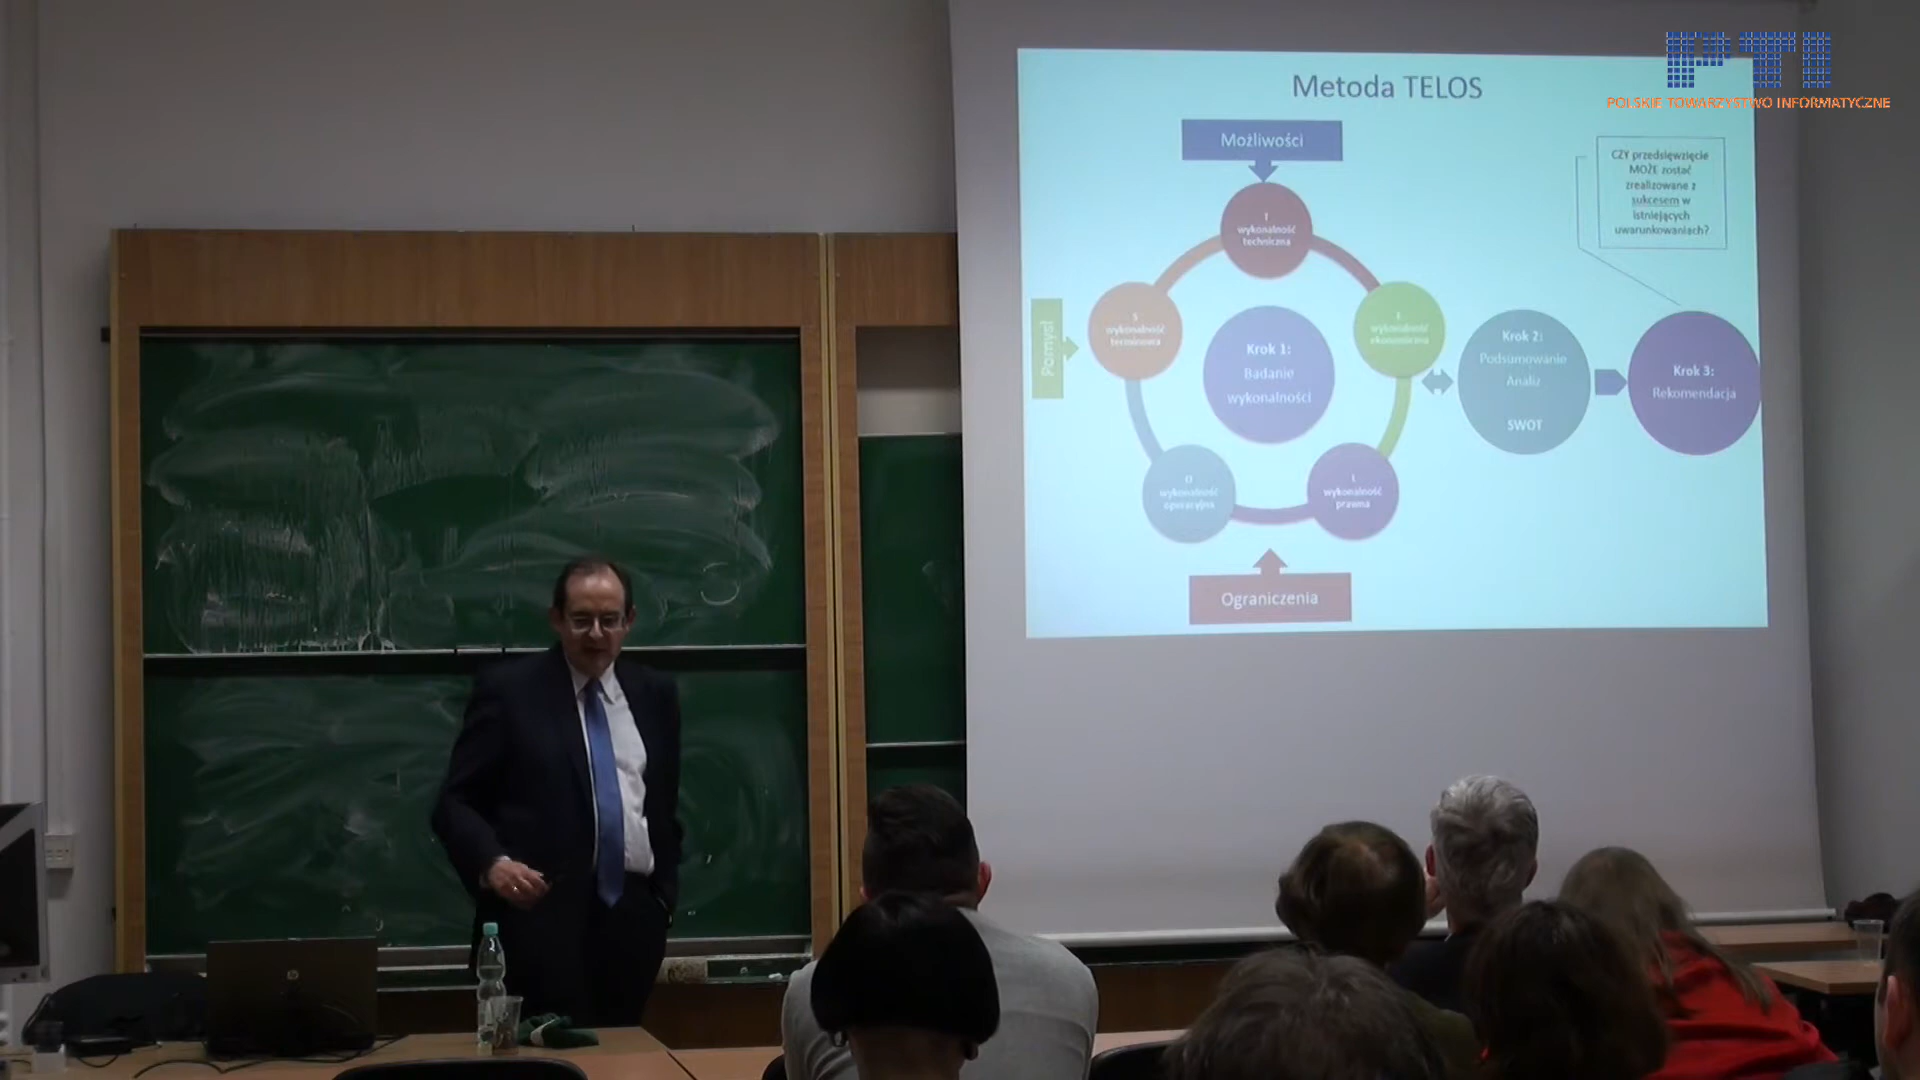 PTI
POLSKIE TOWARZYSTWO INFORMATYCZNE
Metoda TELOS
Możliwości
CZY przedsięwzięcie
MOŻE zostać
zrealizowane z
sukcesem w
istniejących
uwarunkowaniach?
T
wykonalność
techniczna
Pomysł
S
wykonalność
terminowa
E
wykonalność
ekonomiczna
Krok 1:
Badanie
wykonalności
Krok 2:
Podsumowanie
Analiz
SWOT
Krok 3:
Rekomendacja
O
wykonalność
operacyjna
L
wykonalność
prawna
Ograniczenia
hp